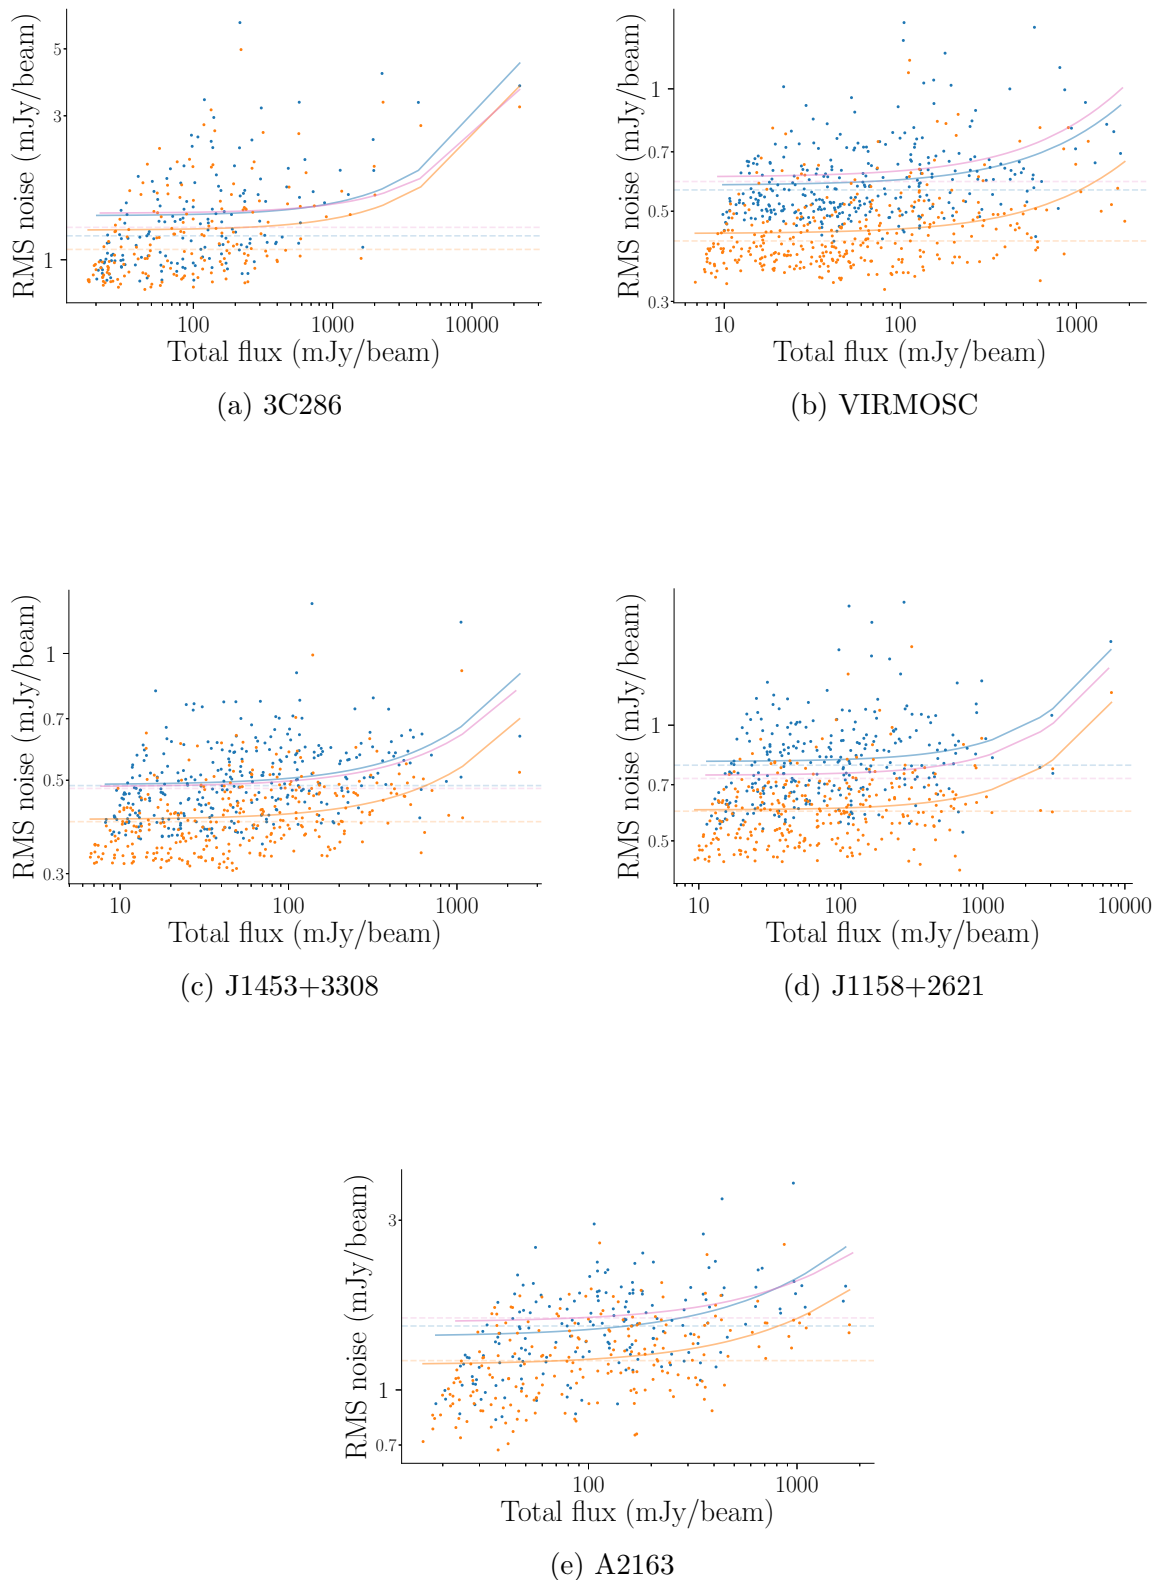 RMS noise (mJy/beam)
5
3
1
100
1000
10000
Total flux (mJy/beam)
(a) 3C286
RMS noise (mJy/beam)
1
0.7
0.5
0.3
10
100
1000
Total flux (mJy/beam)
(b) VIRMOSC
RMS noise (mJy/beam)
1
0.7
0.5
0.3
10
100
1000
Total flux (mJy/beam)
(c) J1453+3308
RMS noise (mJy/beam)
1
0.7
0.5
10
100
1000
10000
Total flux (mJy/beam)
(d) J1158+2621
RMS noise (mJy/beam)
3
1
0.7
100
1000
Total flux (mJy/beam)
(e) A2163